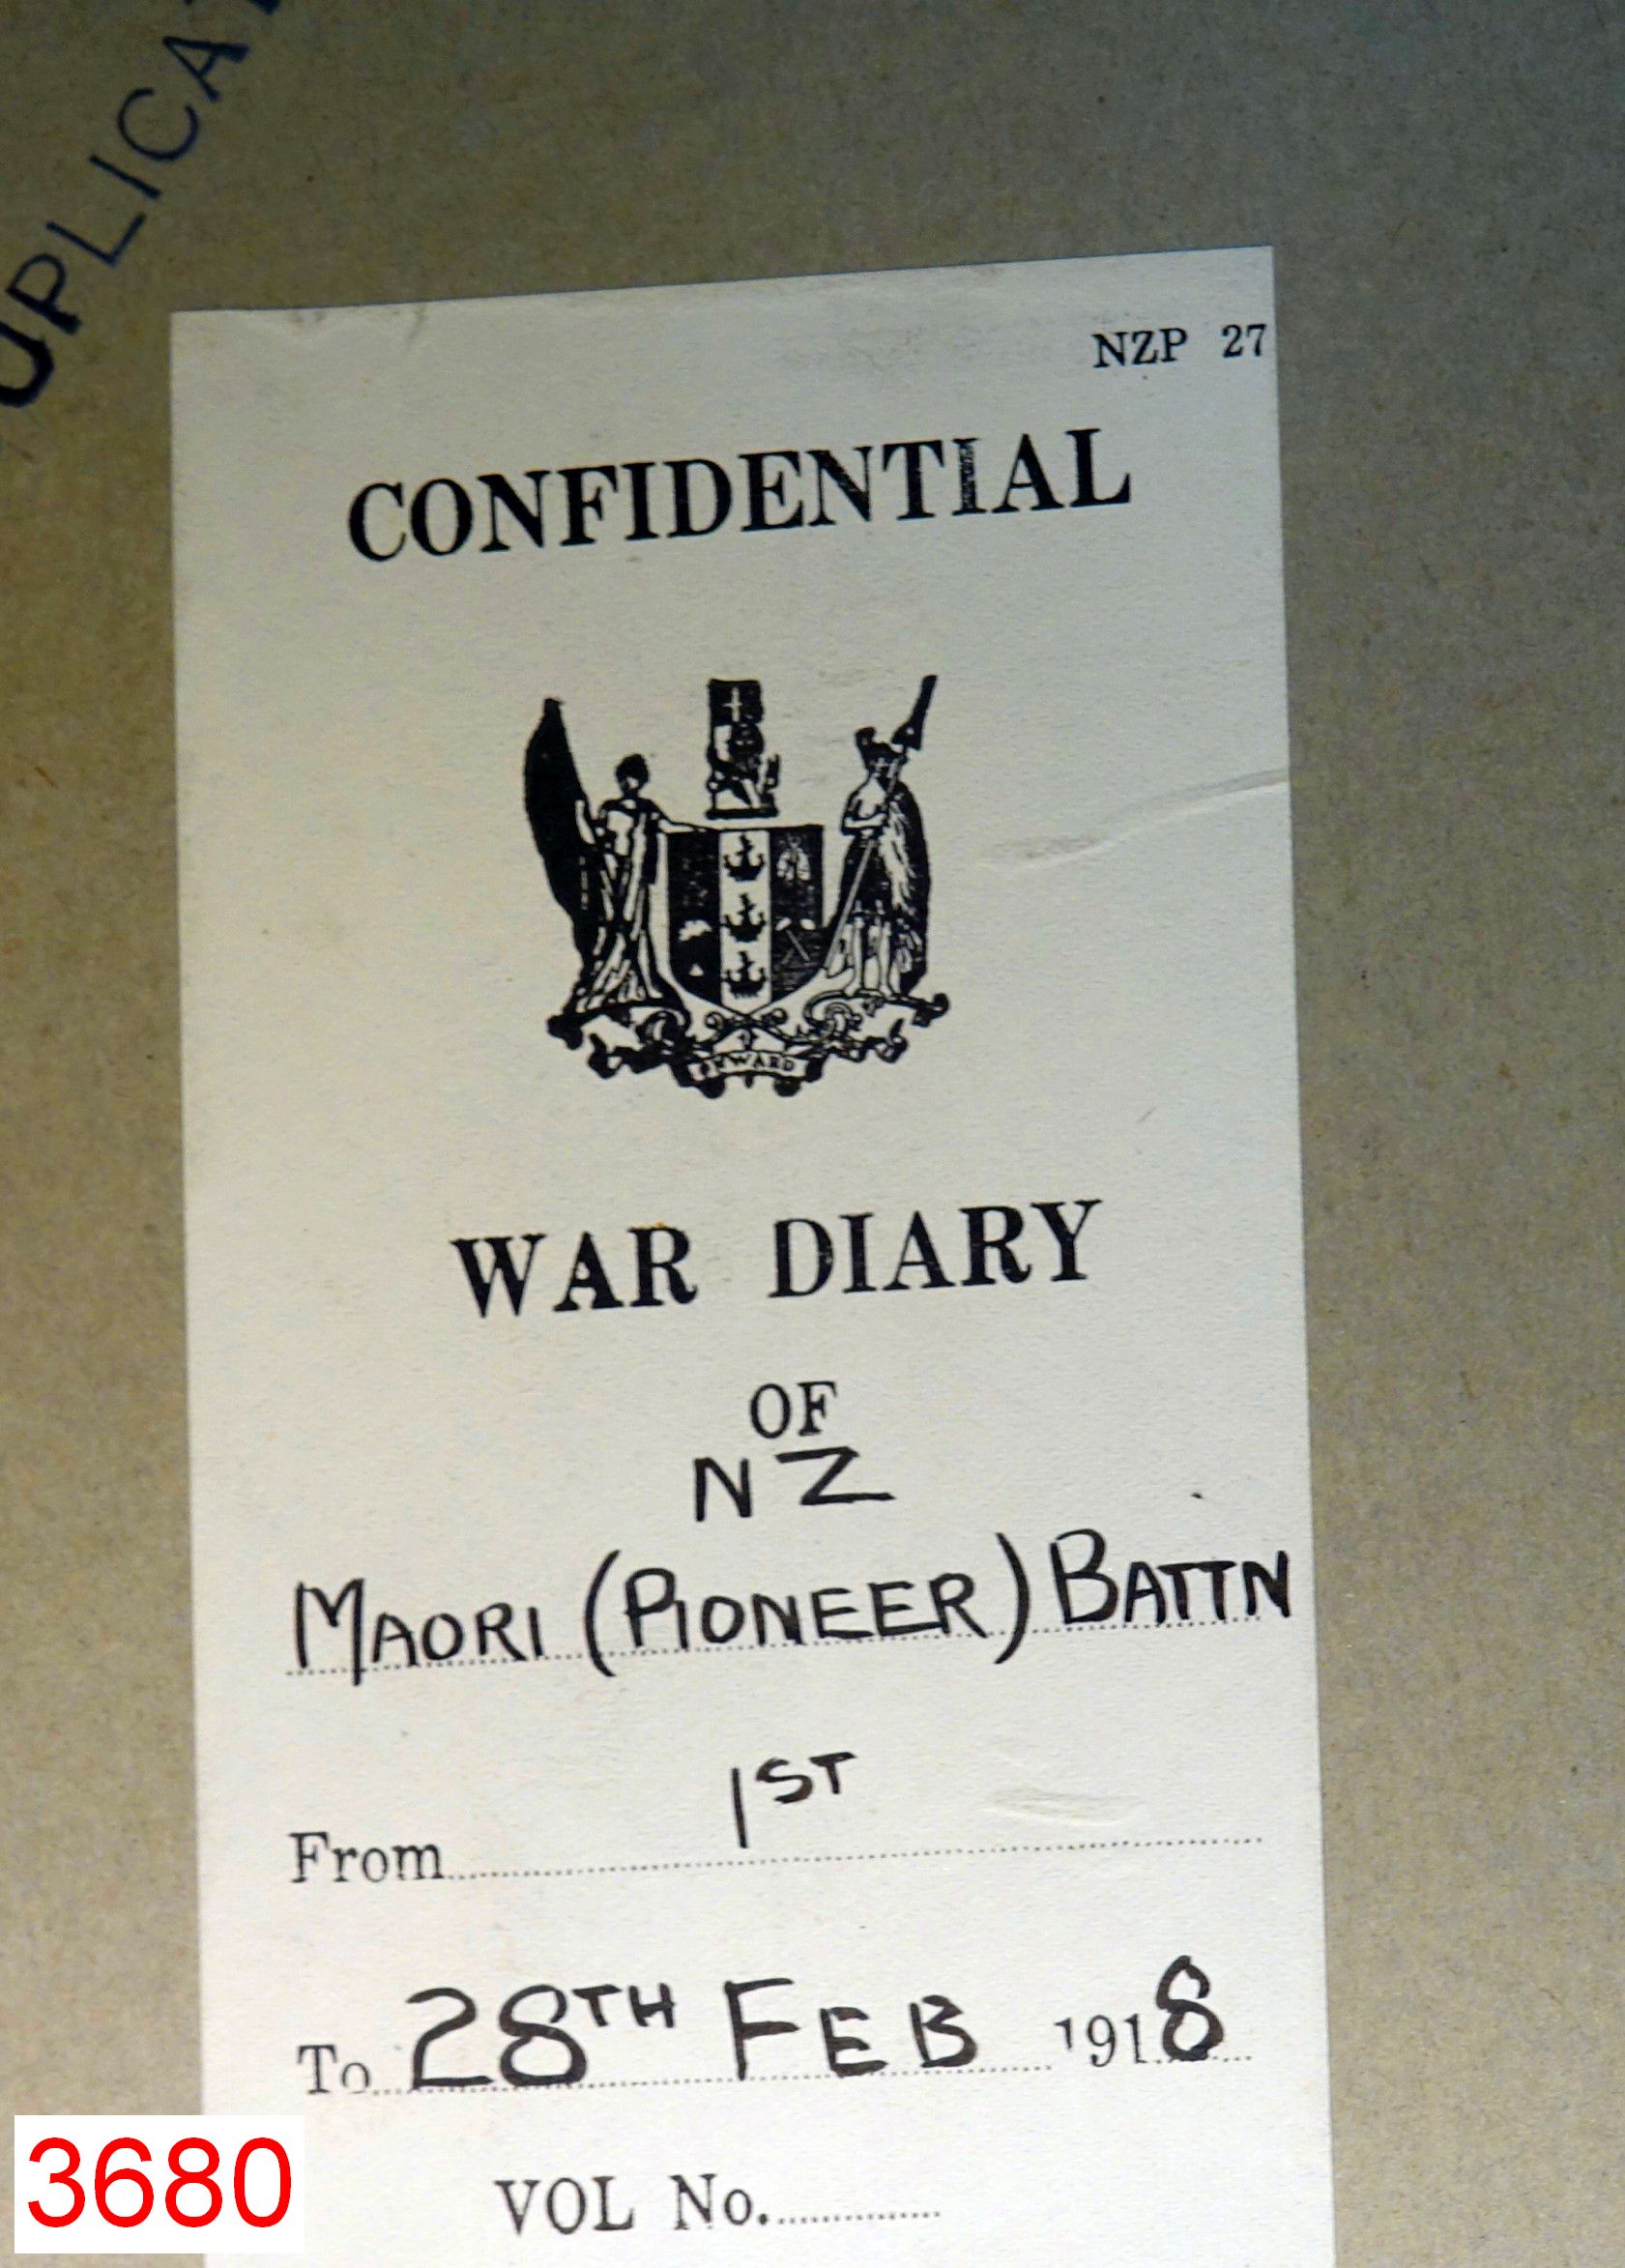 UPLICA
NZP 27
CONFIDENTIAL
ONWARD
WAR DIARY
OF
NZ
MAORI (PIONEER) BATTN
From 1ST
To 28TH FEB 1918
VOL No.
3680